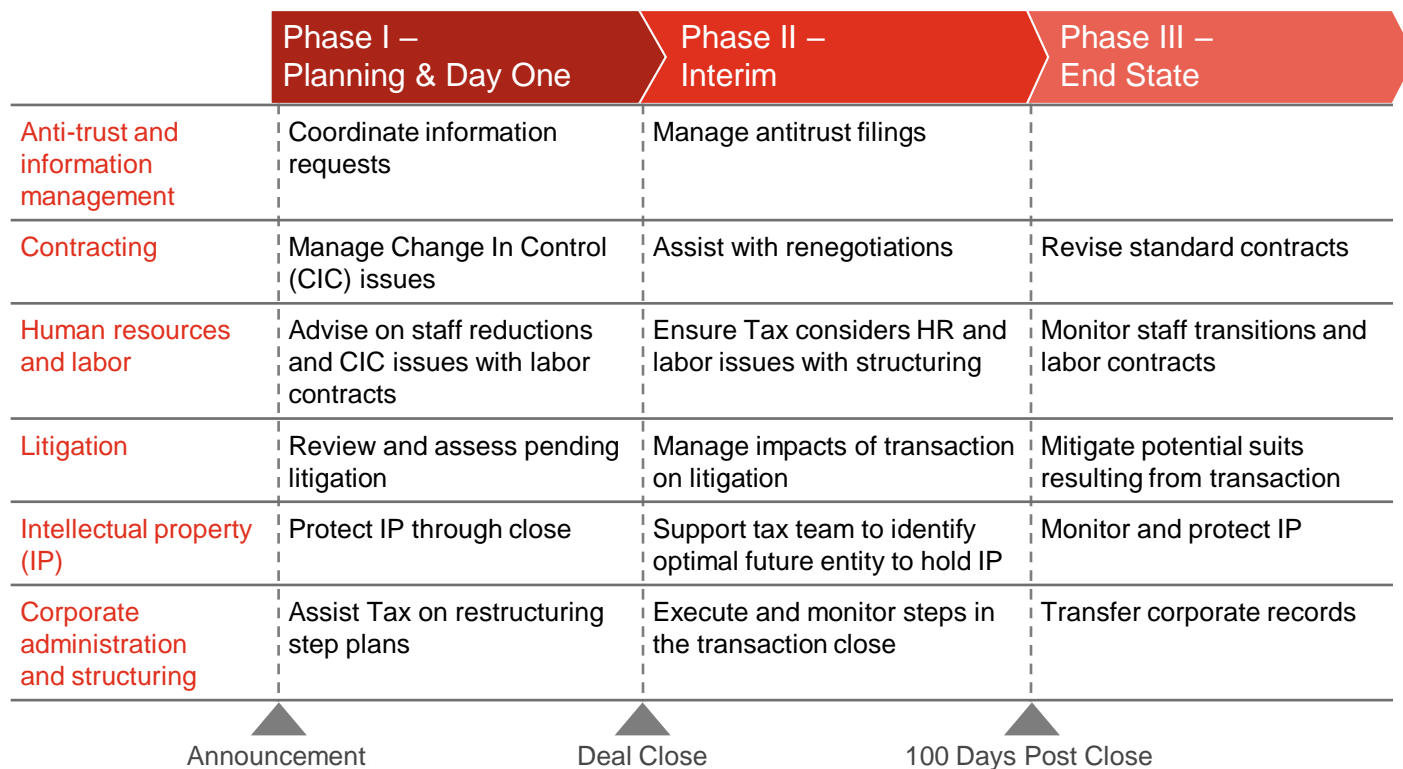 Phase I –
Planning & Day One
Phase II –
Interim
Phase III –
End State
Anti-trust and
information
management
Coordinate information
requests
Manage antitrust filings
Contracting
Manage Change In Control
(CIC) issues
Assist with renegotiations
Revise standard contracts
Human resources
and labor
Advise on staff reductions
and CIC issues with labor
contracts
Ensure Tax considers HR and
labor issues with structuring
Monitor staff transitions and
labor contracts
Litigation
Review and assess pending
litigation
Manage impacts of transaction
on litigation
Mitigate potential suits
resulting from transaction
Intellectual property
(IP)
Protect IP through close
Support tax team to identify
optimal future entity to hold IP
Monitor and protect IP
Corporate
administration
and structuring
Assist Tax on restructuring
step plans
Execute and monitor steps in
the transaction close
Transfer corporate records
Announcement
Deal Close
100 Days Post Close